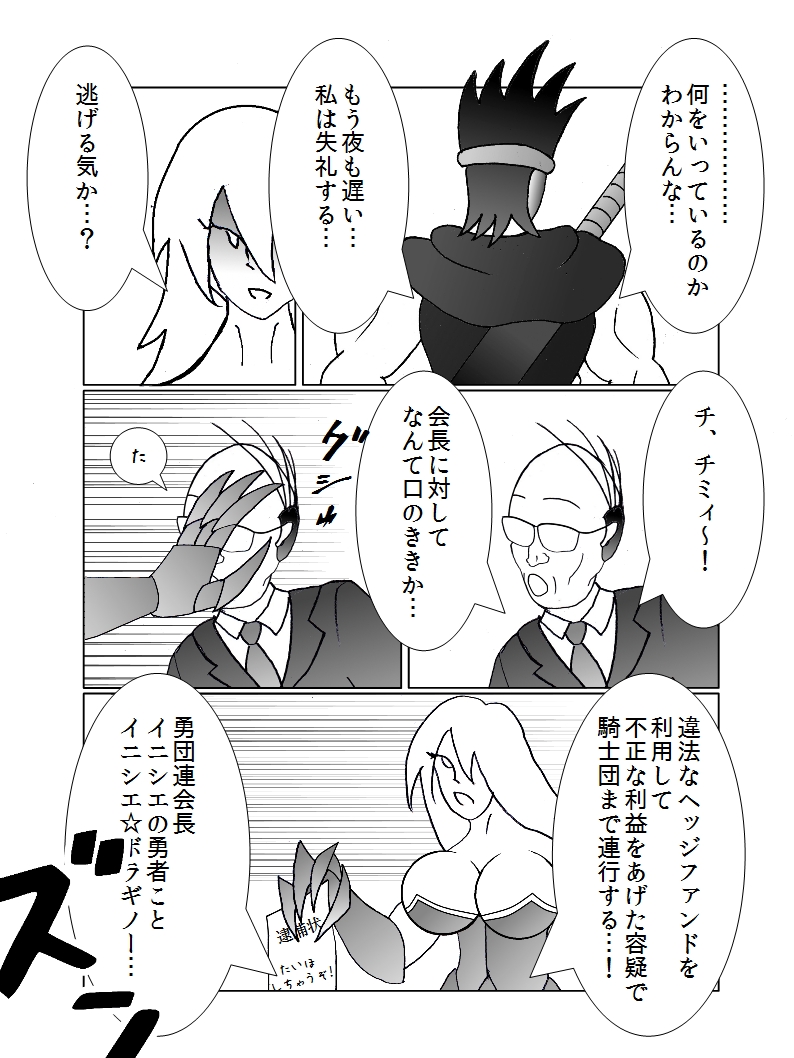 ………………
何をいっているのか
わからんな…
もう夜も遅い…
私は失礼する…
逃げる気か…？
チ、チミィ～！
会長に対して
なんて口のききか…
グシャ
た
違法なヘッジファンドを
利用して
不正な利益をあげた容疑で
騎士団まで連行する…！
逮捕状
たいほ
しちゃうぞ!
勇団連会長
イニシエの勇者こと
イニシエ☆ドラギノー…
ズズン